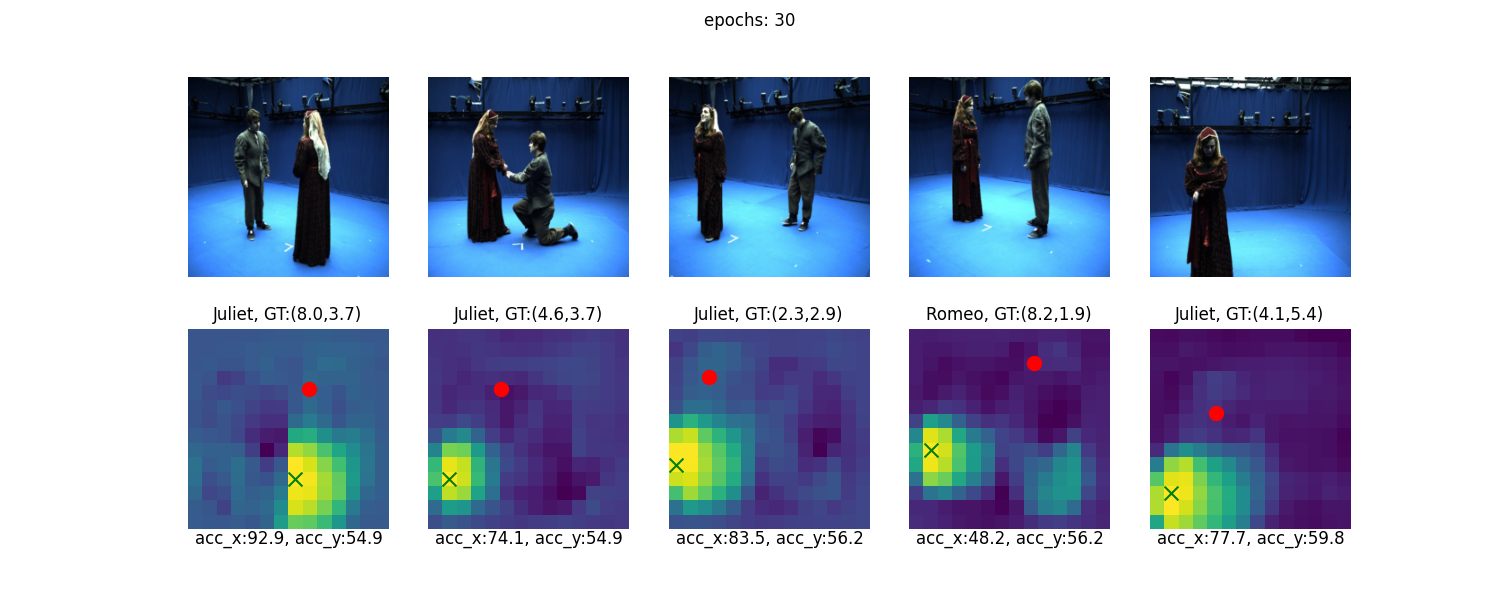 epochs: 30
Juliet, GT:(8.0,3.7)
Juliet, GT:(4.6,3.7)
Juliet, GT:(2.3,2.9)
Romeo, GT:(8.2,1.9)
Juliet, GT:(4.1,5.4)
acc_x:92.9, acc_y:54.9
acc_x:74.1, acc_y:54.9
acc_x:83.5, acc_y:56.2
acc_x:48.2, acc_y:56.2
acc_x:77.7, acc_y:59.8